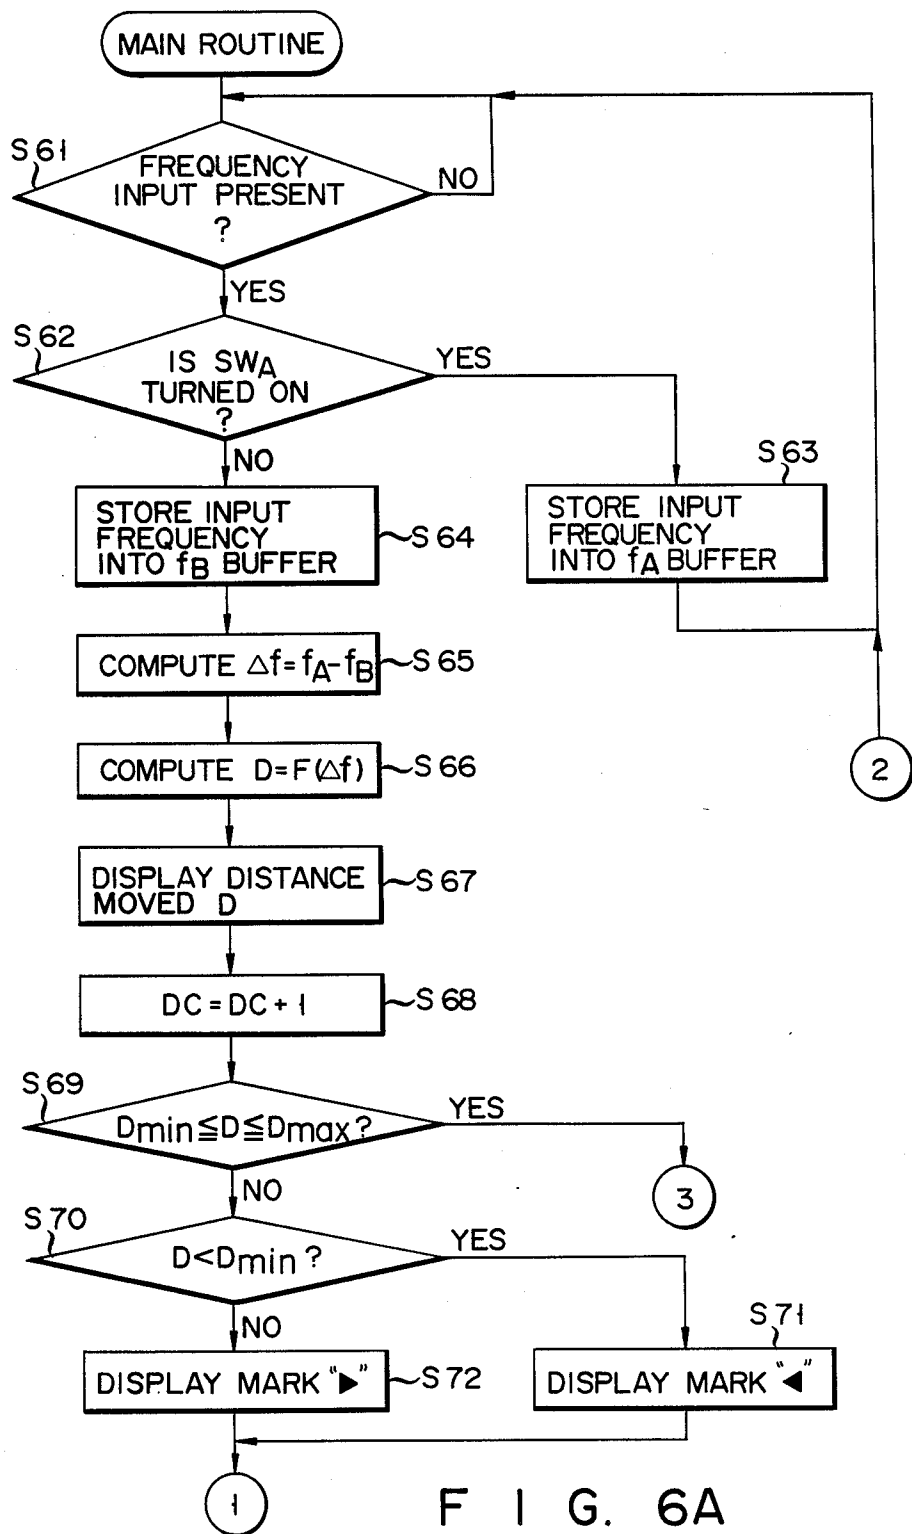 MAIN ROUTINE
S61
FREQUENCY
INPUT PRESENT
?
NO
YES
S62
IS SWA
TURNED ON
?
YES
NO
S63
STORE INPUT
FREQUENCY
INTO fB BUFFER
S64
STORE INPUT
FREQUENCY
INTO fA BUFFER
COMPUTE Δf=fA-fB
S65
COMPUTE D=F(Δf)
S66
2
DISPLAY DISTANCE
MOVED D
S67
DC=DC+1
S68
S69
Dmin≦D≦Dmax?
YES
NO
3
S70
D<Dmin?
YES
NO
S71
DISPLAY MARK "▶"
S72
DISPLAY MARK "◀"
1
FIG. 6A